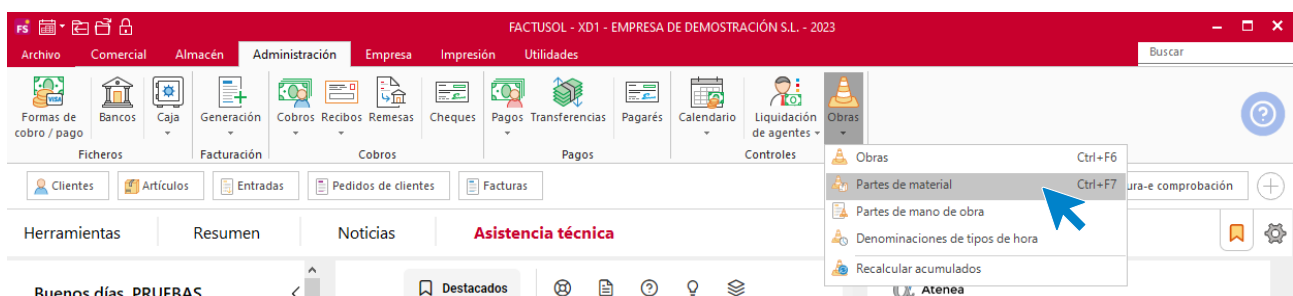 FS
FACTUSOL - XD1 - EMPRESA DE DEMOSTRACIÓN S.L. - 2023
Archivo Comercial Almacén Administración Empresa Impresión Utilidades Buscar
VISA
Formas de cobro / pago
Bancos
Caja
Generación
Cobros
Recibos
Remesas
Cheques
Pagos
Transferencias
Pagarés
Calendario
Liquidación de agentes
Obras
Ficheros Facturación Cobros Pagos Controles
Obras Ctrl+F6
Partes de material Ctrl+F7
Partes de mano de obra
Denominaciones de tipos de hora
Recalcular acumulados
Clientes Artículos Entradas Pedidos de clientes Facturas ura-e comprobación
Herramientas Resumen Noticias Asistencia técnica
Buenos días, PRUEBAS
Destacados
Atenea